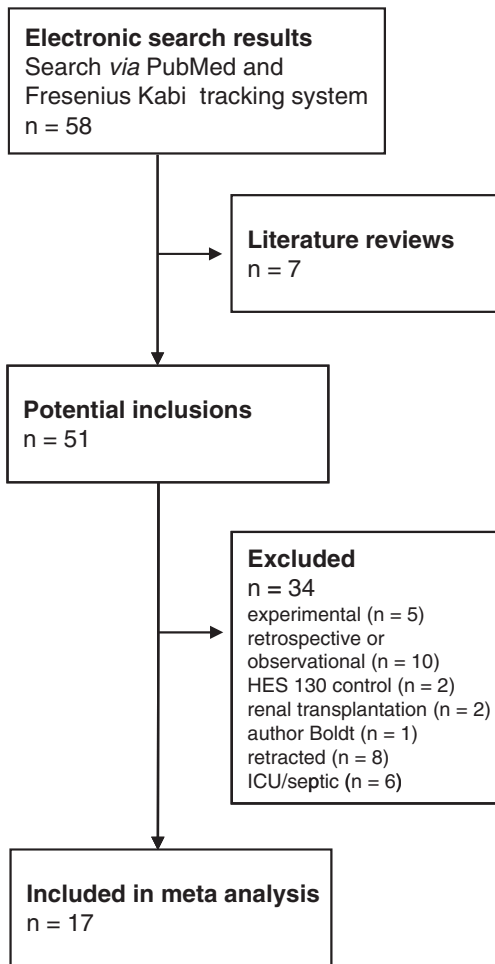 Electronic search results
Search via PubMed and
Fresenius Kabi tracking system
n = 58
Literature reviews
n = 7
Potential inclusions
n = 51
Excluded
n = 34
experimental (n = 5)
retrospective or
observational (n = 10)
HES 130 control (n = 2)
renal transplantation (n = 2)
author Boldt (n = 1)
retracted (n = 8)
ICU/septic (n = 6)
Included in meta analysis
n = 17